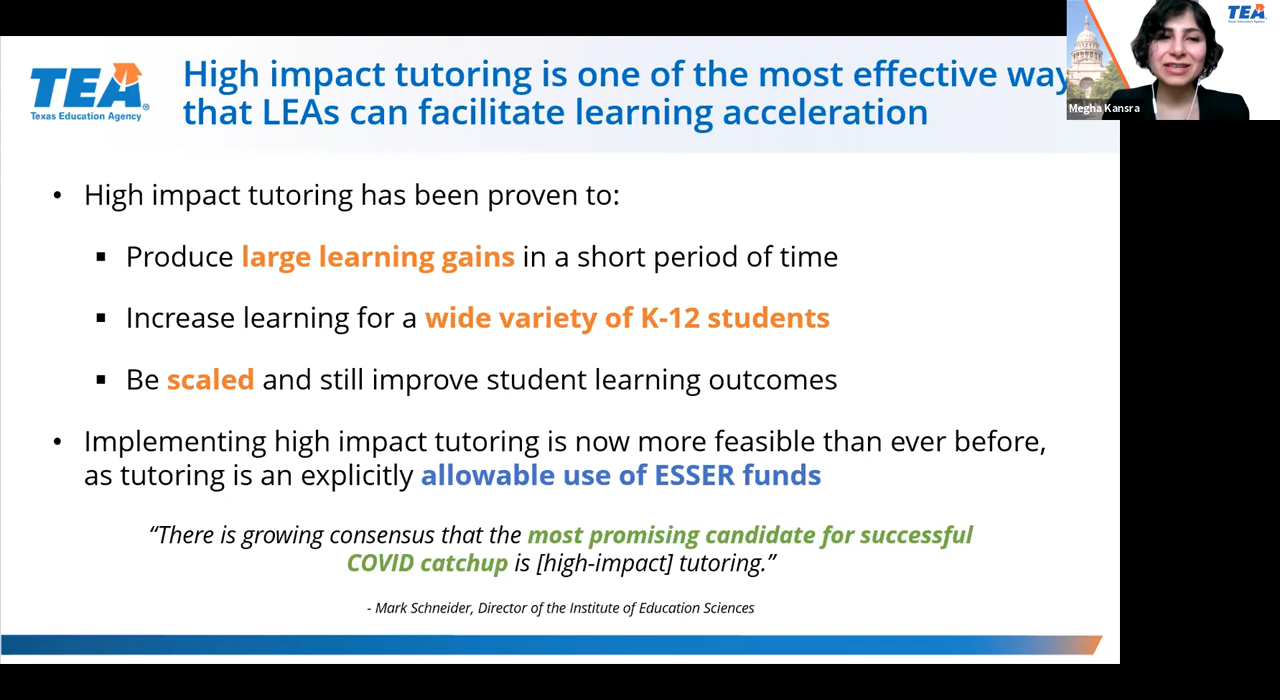 TEA
Texas Education Agency
High impact tutoring is one of the most effective way
that LEAs can facilitate learning acceleration
TEA
Texas Education Agency
Megha Kansra
• High impact tutoring has been proven to:
▪ Produce large learning gains in a short period of time
▪ Increase learning for a wide variety of K-12 students
▪ Be scaled and still improve student learning outcomes
• Implementing high impact tutoring is now more feasible than ever before,
as tutoring is an explicitly allowable use of ESSER funds
“There is growing consensus that the most promising candidate for successful
COVID catchup is [high-impact] tutoring.”
- Mark Schneider, Director of the Institute of Education Sciences